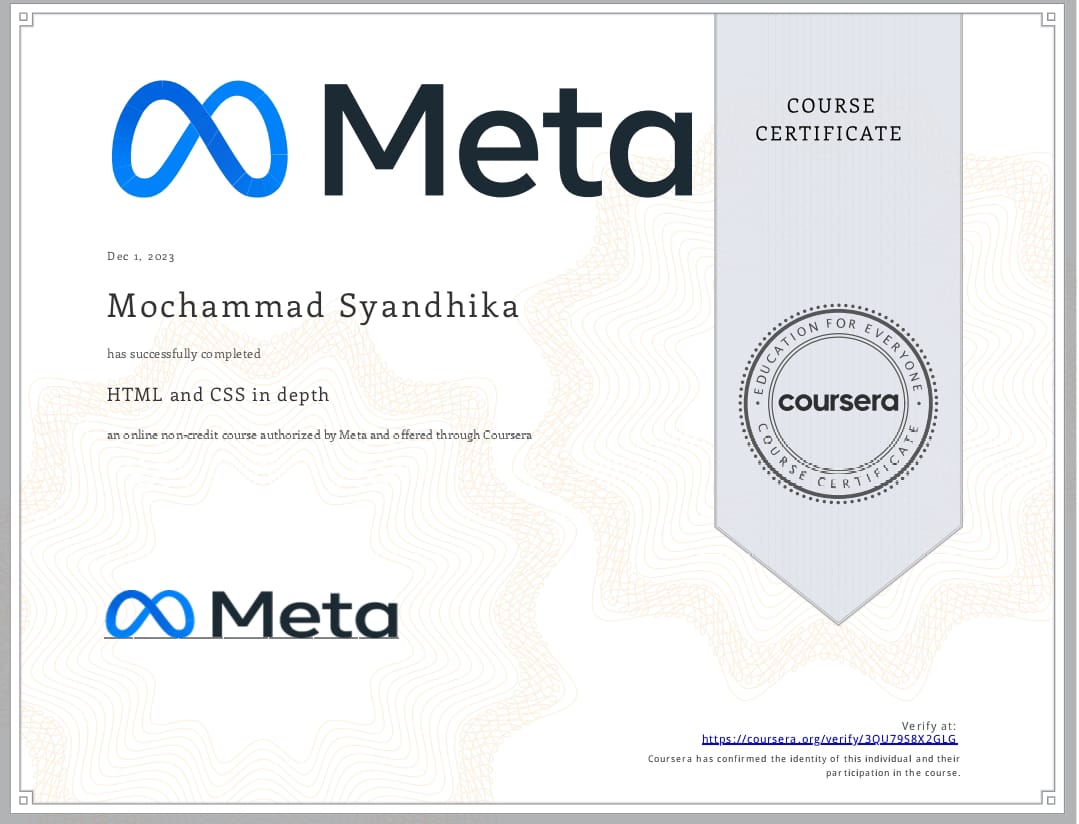 Meta
COURSE
CERTIFICATE
Dec 1, 2023
Mochammad Syandhika
has successfully completed
HTML and CSS in depth
an online non-credit course authorized by Meta and offered through Coursera
EDUCATION FOR EVERYONE
coursera
COURSE CERTIFICATE
Meta
Verify at:
https://coursera.org/verify/3QU79S8X2GLG
Coursera has confirmed the identity of this individual and their
participation in the course.